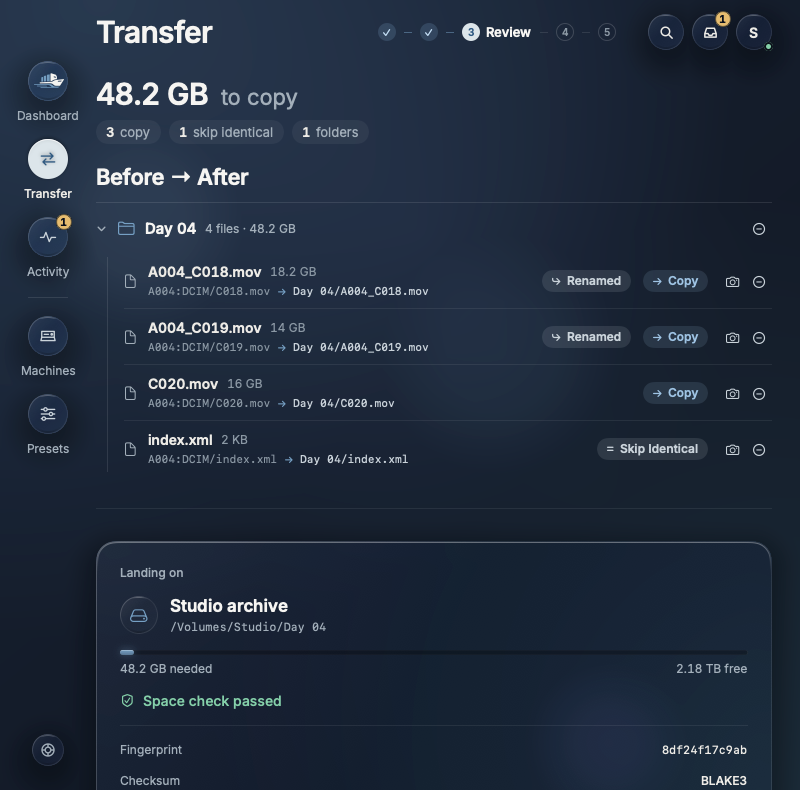 Transfer
3 Review 4 5
1
S
48.2 GB to copy
3 copy 1 skip identical 1 folders
Before → After
Dashboard
Transfer
1
Activity
Machines
Presets
Day 04 4 files · 48.2 GB
A004_C018.mov 18.2 GB
A004:DCIM/C018.mov → Day 04/A004_C018.mov
↪ Renamed → Copy
A004_C019.mov 14 GB
A004:DCIM/C019.mov → Day 04/A004_C019.mov
↪ Renamed → Copy
C020.mov 16 GB
A004:DCIM/C020.mov → Day 04/C020.mov
→ Copy
index.xml 2 KB
A004:DCIM/index.xml → Day 04/index.xml
= Skip Identical
Landing on
Studio archive
/Volumes/Studio/Day 04
48.2 GB needed 2.18 TB free
Space check passed
Fingerprint 8df24f17c9ab
Checksum BLAKE3